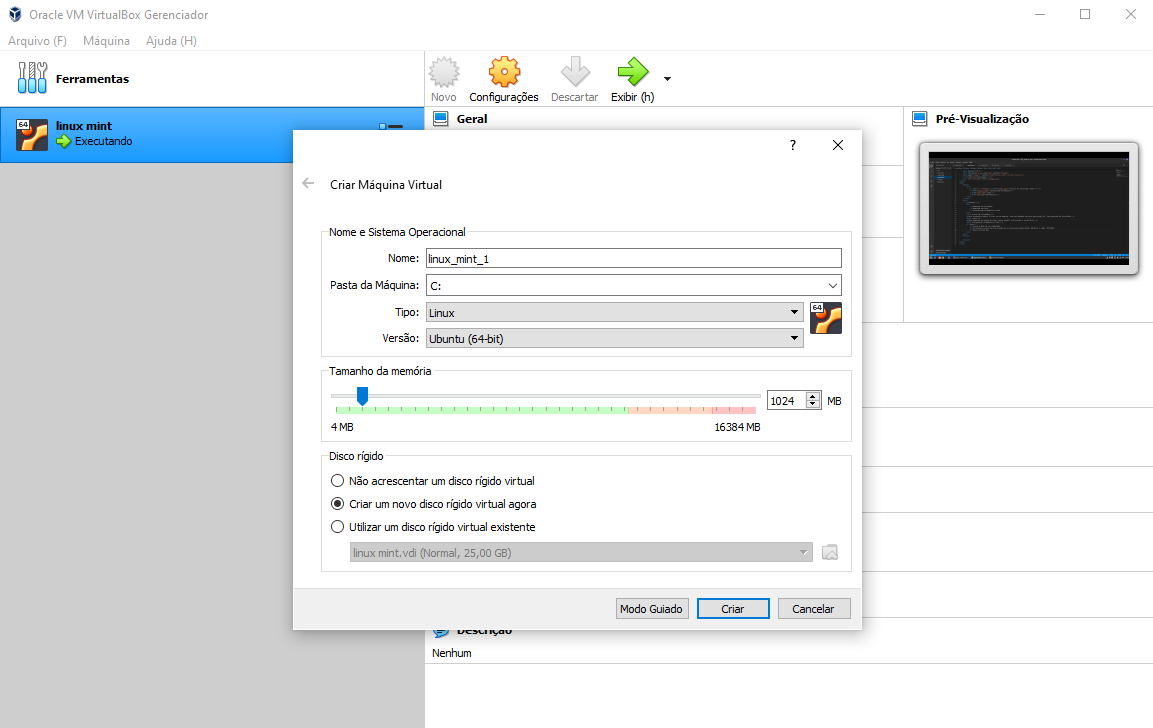 Oracle VM VirtualBox Gerenciador
Arquivo (F) Máquina Ajuda (H)
Ferramentas
Novo Configurações Descartar Exibir (h)
64
linux mint
Executando
Geral
Pré-Visualização
?
Criar Máquina Virtual
Nome e Sistema Operacional
Nome: linux_mint_1
Pasta da Máquina: C:
Tipo: Linux
64
Versão: Ubuntu (64-bit)
Tamanho da memória
1024 MB
4 MB 16384 MB
Disco rígido
Não acrescentar um disco rígido virtual
Criar um novo disco rígido virtual agora
Utilizar um disco rígido virtual existente
linux mint.vdi (Normal, 25,00 GB)
Modo Guiado Criar Cancelar
Descrição
Nenhum